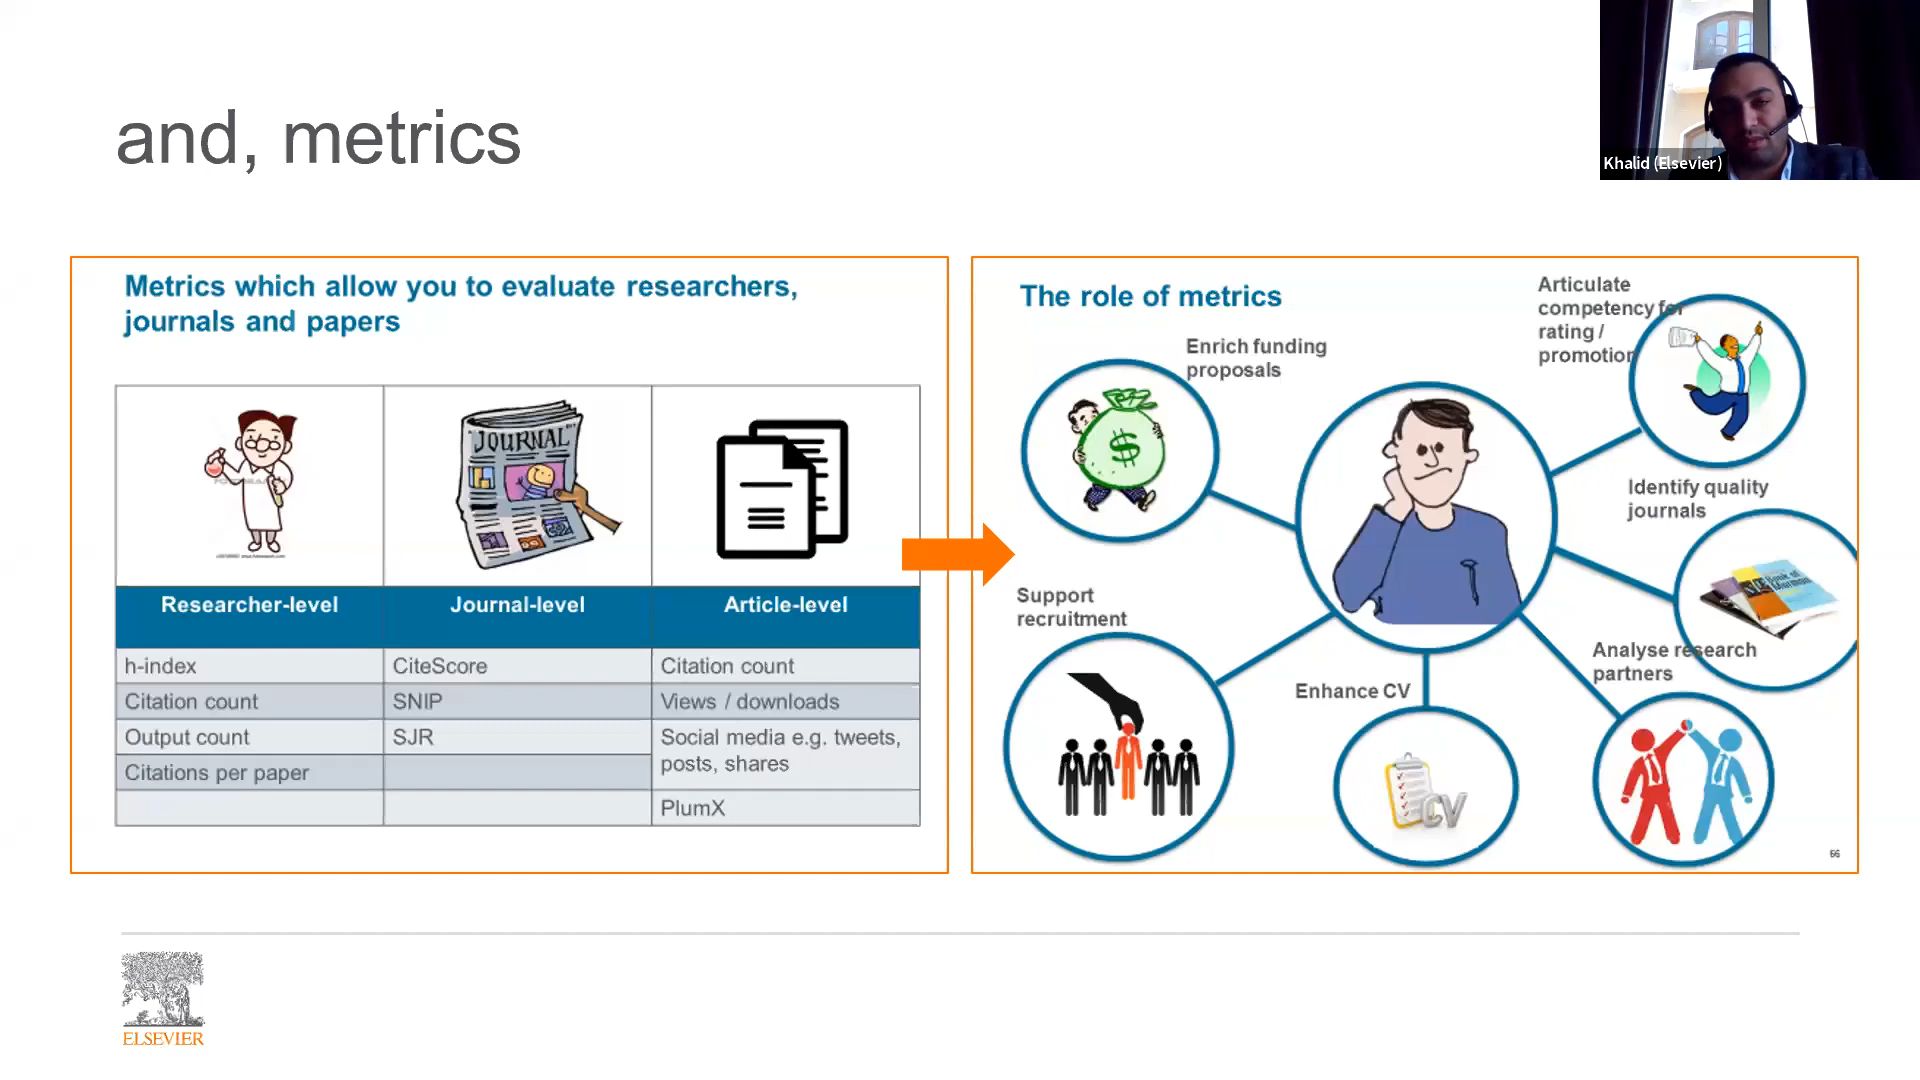 and, metrics
Khalid (Elsevier)
Metrics which allow you to evaluate researchers,
journals and papers
JOURNAL
Researcher-level
Journal-level
Article-level
h-index
CiteScore
Citation count
Citation count
SNIP
Views / downloads
Output count
SJR
Social media e.g. tweets,
posts, shares
Citations per paper
PlumX
The role of metrics
Enrich funding
proposals
$
Articulate
competency for
rating /
promotion
Identify quality
journals
Book of
Mormon
Support
recruitment
Enhance CV
CV
Analyse research
partners
66
ELSEVIER